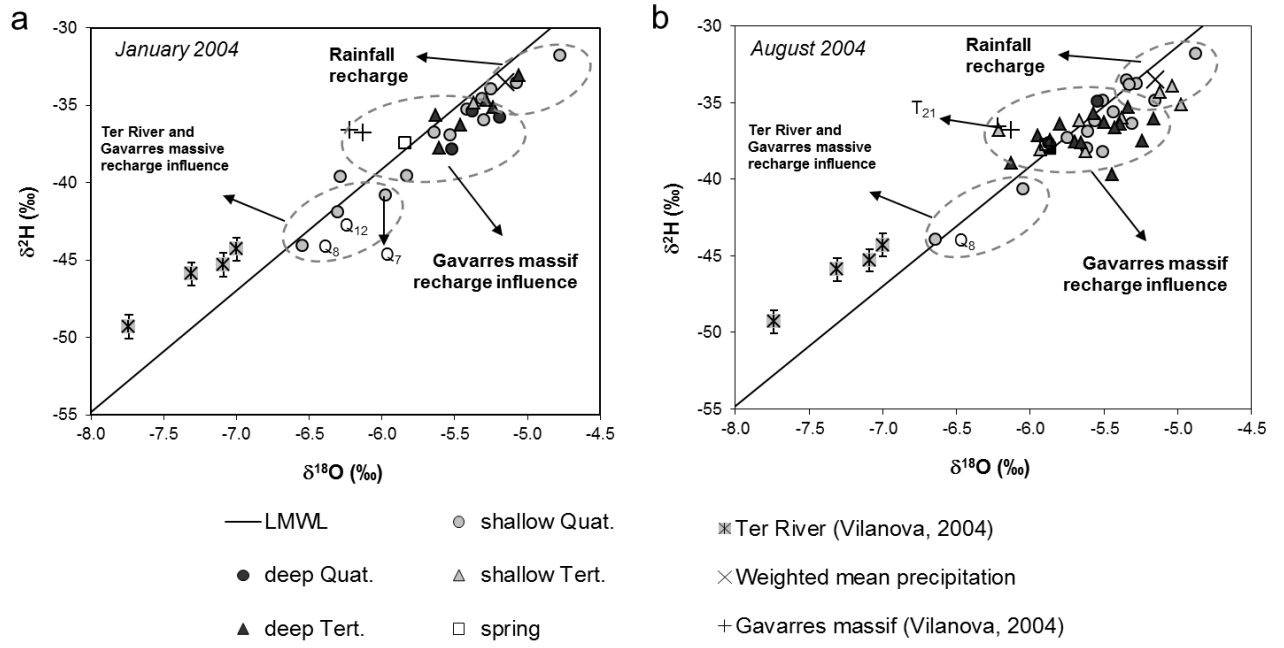 a
January 2004
Rainfall
recharge
Ter River and
Gavarres massive
recharge influence
Q12
Q8
Q7
Gavarres massif
recharge influence
-30
-35
-40
-45
-50
-55
-8.0
-7.5
-7.0
-6.5
-6.0
-5.5
-5.0
-4.5
δ²H (‰)
δ¹⁸O (‰)
b
August 2004
Rainfall
recharge
T21
Ter River and
Gavarres massive
recharge influence
Q8
Gavarres massif
recharge influence
-30
-35
-40
-45
-50
-55
-8.0
-7.5
-7.0
-6.5
-6.0
-5.5
-5.0
-4.5
δ²H (‰)
δ¹⁸O (‰)
LMWL
deep Quat.
deep Tert.
shallow Quat.
shallow Tert.
spring
Ter River (Vilanova, 2004)
Weighted mean precipitation
Gavarres massif (Vilanova, 2004)